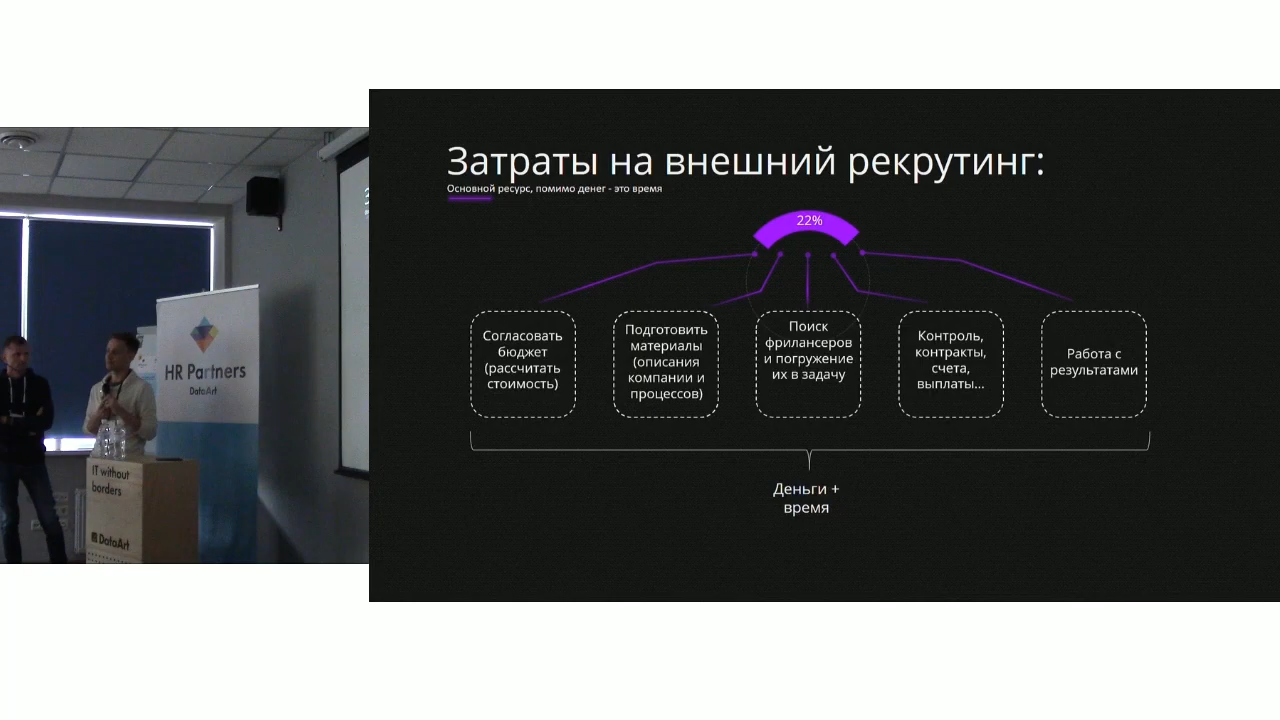 HR Partners
DataArt
IT without
borders
DataArt
Затраты на внешний рекрутинг:
Основной ресурс, помимо денег - это время
22%
Согласовать
бюджет
(рассчитать
стоимость)
Подготовить
материалы
(описания
компании и
процессов)
Поиск
фрилансеров
и погружение
их в задачу
Контроль,
контракты,
счета,
выплаты...
Работа с
результатами
Деньги +
время